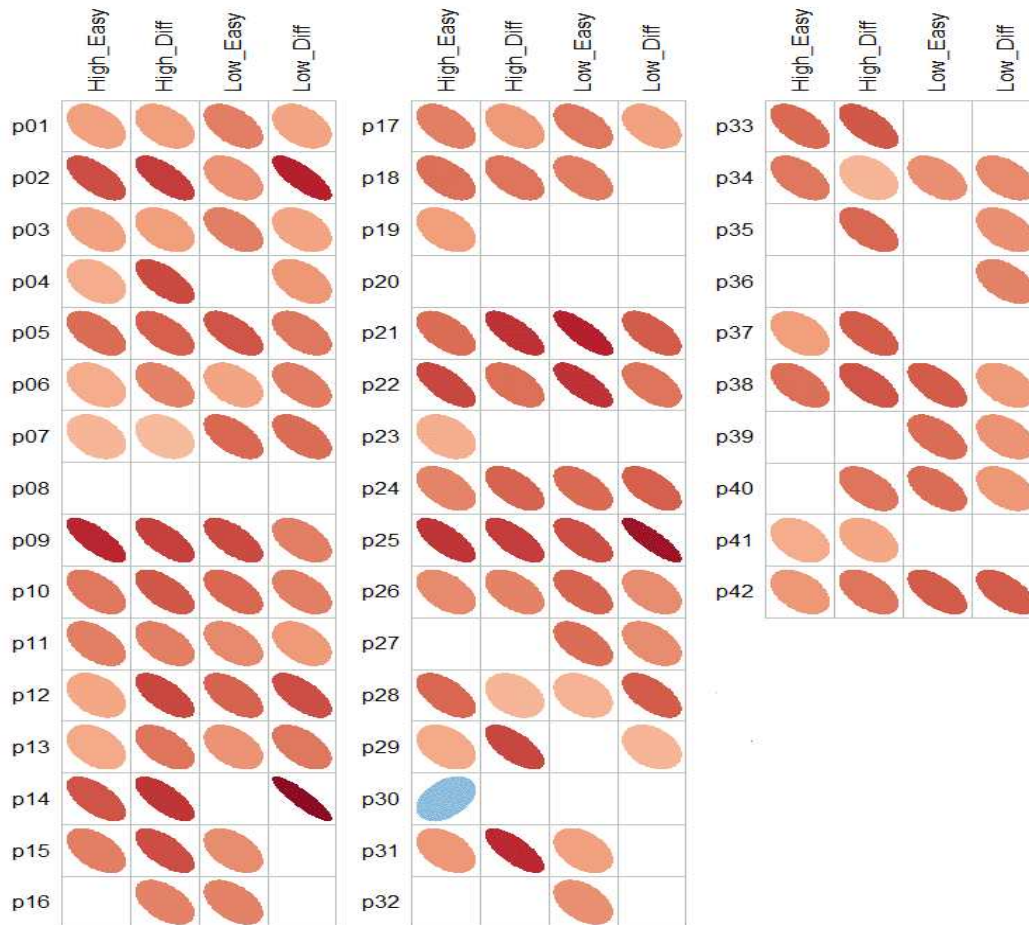 High_Easy High_Diff Low_Easy Low_Diff
p01
p02
p03
p04
p05
p06
p07
p08
p09
p10
p11
p12
p13
p14
p15
p16
High_Easy High_Diff Low_Easy Low_Diff
p17
p18
p19
p20
p21
p22
p23
p24
p25
p26
p27
p28
p29
p30
p31
p32
High_Easy High_Diff Low_Easy Low_Diff
p33
p34
p35
p36
p37
p38
p39
p40
p41
p42